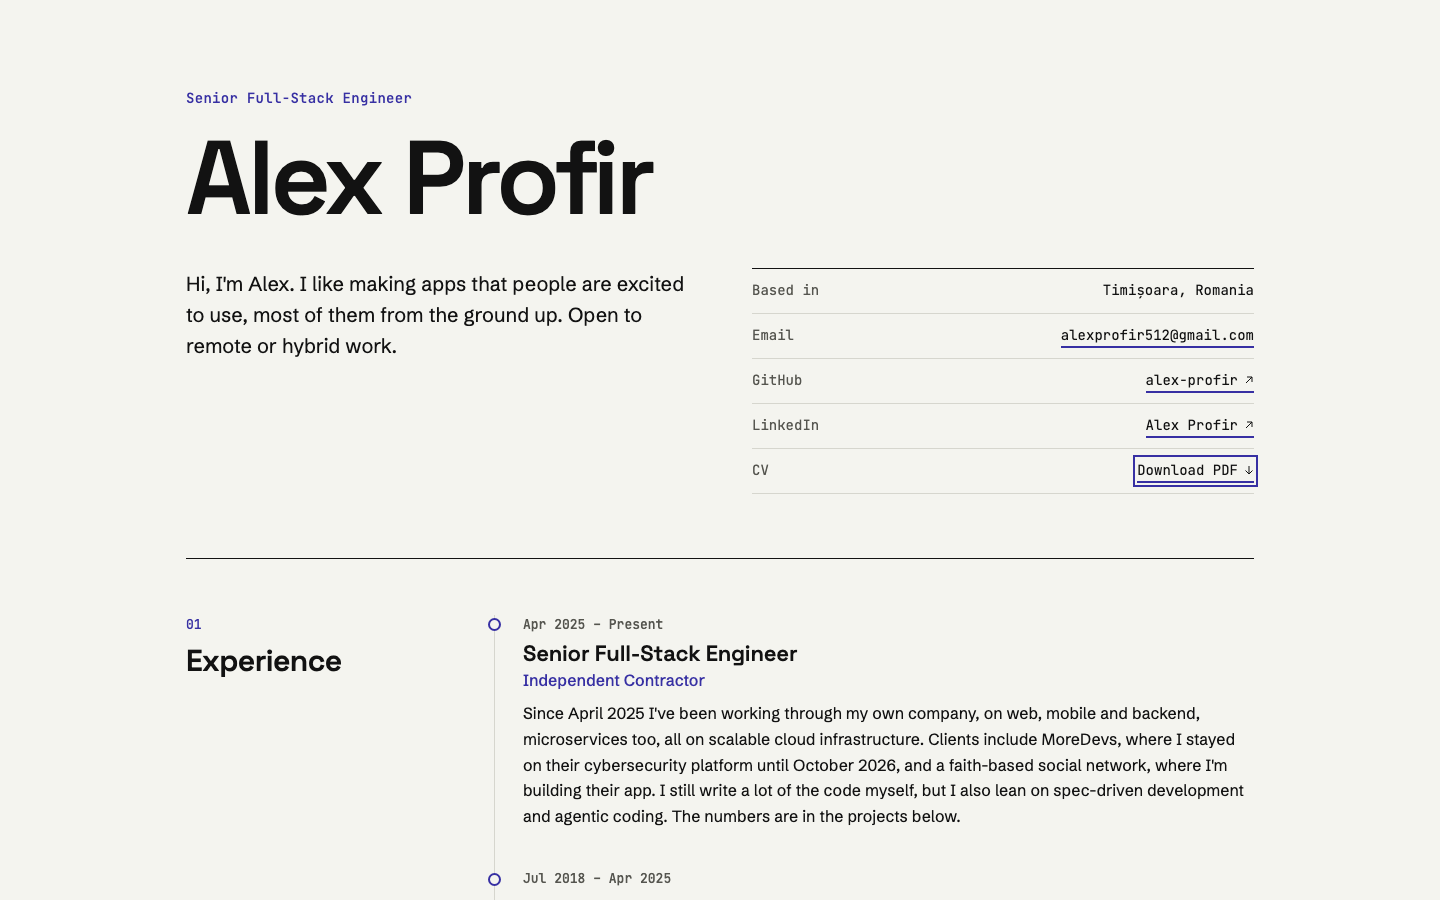 Senior Full-Stack Engineer
Alex Profir
Hi, I'm Alex. I like making apps that people are excited
to use, most of them from the ground up. Open to
remote or hybrid work.
Based in Timișoara, Romania
Email alexprofir512@gmail.com
GitHub alex-profir ↗
LinkedIn Alex Profir ↗
CV Download PDF ↓
01
Experience
Apr 2025 – Present
Senior Full-Stack Engineer
Independent Contractor
Since April 2025 I've been working through my own company, on web, mobile and backend,
microservices too, all on scalable cloud infrastructure. Clients include MoreDevs, where I stayed
on their cybersecurity platform until October 2026, and a faith-based social network, where I'm
building their app. I still write a lot of the code myself, but I also lean on spec-driven development
and agentic coding. The numbers are in the projects below.
Jul 2018 – Apr 2025